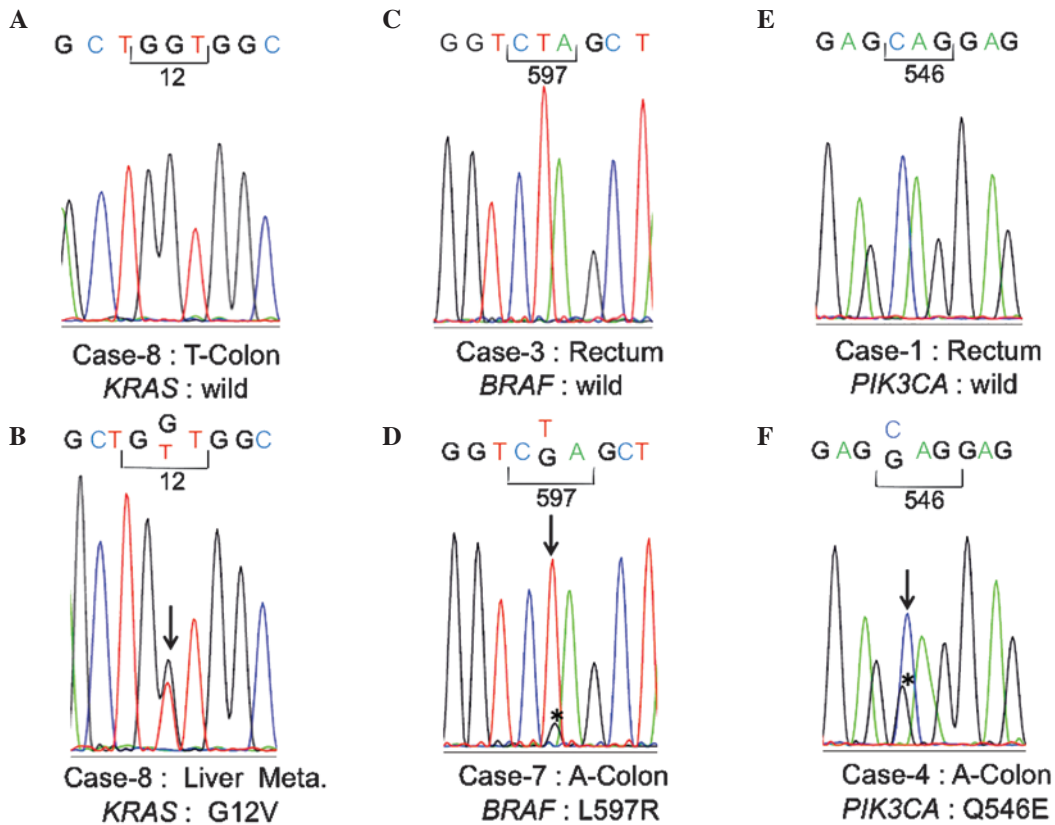 A
G C T G G T G G C
12
Case-8 : T-Colon
KRAS : wild
C
G G T C T A G C T
597
Case-3 : Rectum
BRAF : wild
E
G A G C A G G A G
546
Case-1 : Rectum
PIK3CA : wild
B
G
G C T G T T G G C
12
Case-8 : Liver Meta.
KRAS : G12V
D
T
G G T C G A G C T
597
*
Case-7 : A-Colon
BRAF : L597R
F
C
G A G G A G G A G
546
*
Case-4 : A-Colon
PIK3CA : Q546E